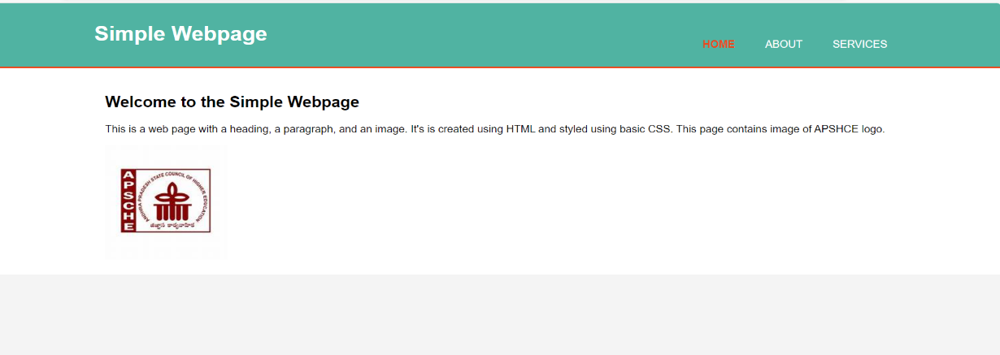 Simple Webpage
HOME ABOUT SERVICES
Welcome to the Simple Webpage
This is a web page with a heading, a paragraph, and an image. It's is created using HTML and styled using basic CSS. This page contains image of APSHCE logo.
APSCHE
ANDHRA PRADESH STATE COUNCIL OF HIGHER EDUCATION